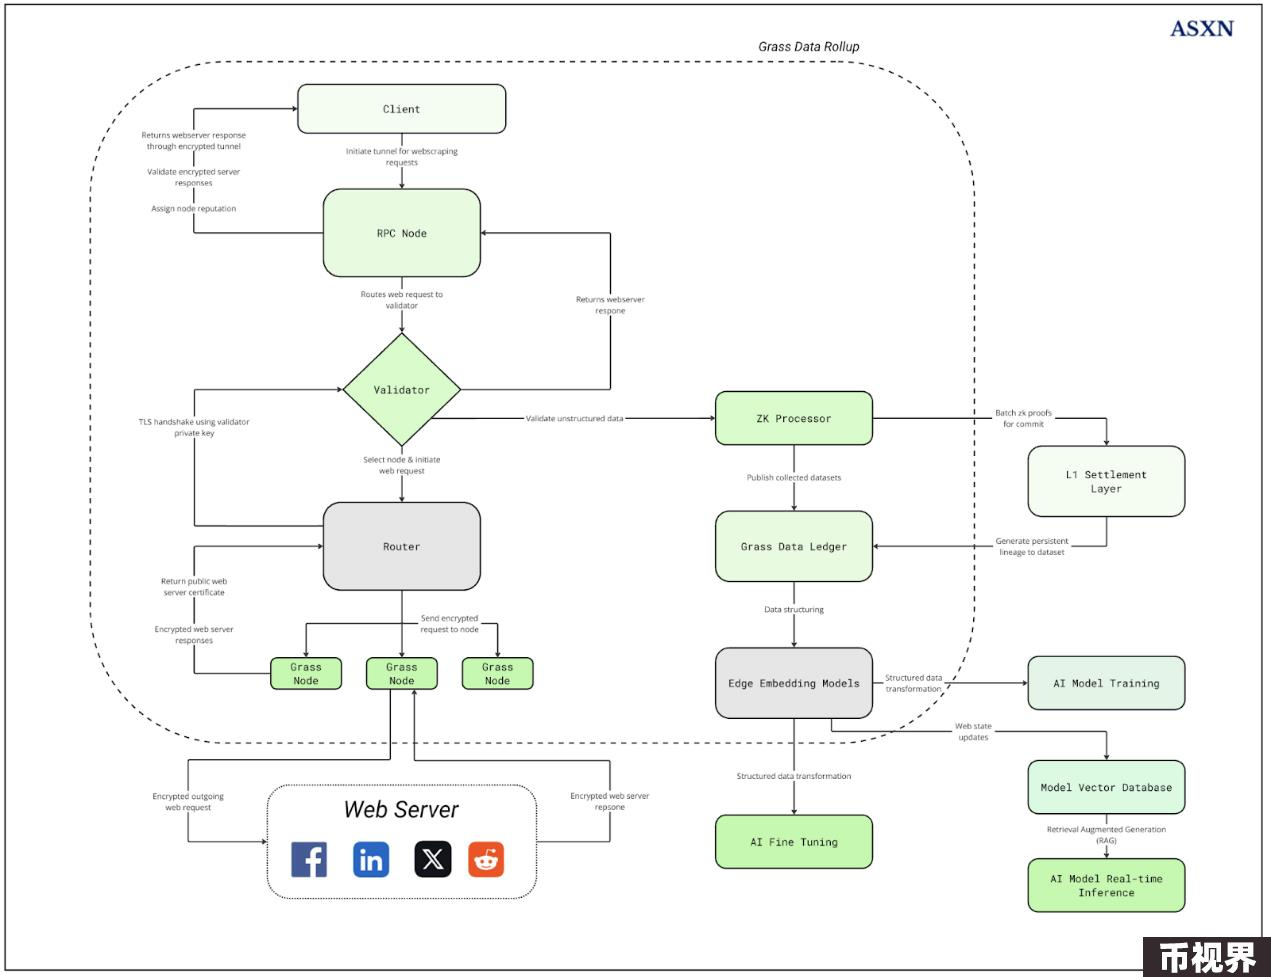 ASXN
Grass Data Rollup
Client
Returns webserver response
through encrypted tunnel
Validate encrypted server
responses
Assign node reputation
Initiate tunnel for webscraping
requests
RPC Node
Routes web request to
validator
Returns webserver
respone
Validator
TLS handshake using validator
private key
Validate unstructured data
Select node & initiate
web request
Router
Return public web
server certificate
Encrypted web server
responses
Send encrypted
request to node
Grass
Node
Grass
Node
Grass
Node
Encrypted outgoing
web request
Encrypted web server
repsone
Web Server
f
in
X
ZK Processor
Batch zk proofs
for commit
L1 Settlement
Layer
Publish collected datasets
Grass Data Ledger
Generate persistent
lineage to dataset
Data structuring
Edge Embedding Models
Structured data
transformation
AI Model Training
Web state
updates
Structured data transformation
AI Fine Tuning
Model Vector Database
Retrieval Augmented Generation
(RAG)
AI Model Real-time
Inference
币视界